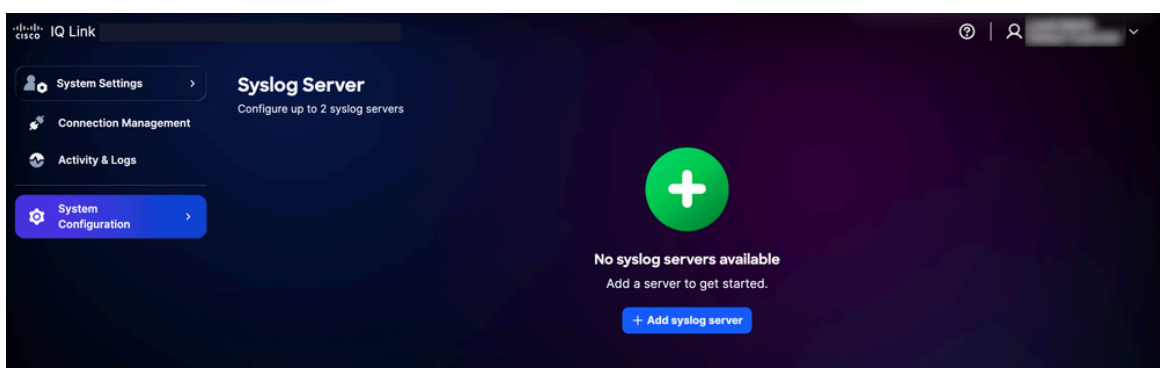 cisco IQ Link
System Settings
Connection Management
Activity & Logs
System
Configuration
Syslog Server
Configure up to 2 syslog servers
No syslog servers available
Add a server to get started.
+ Add syslog server